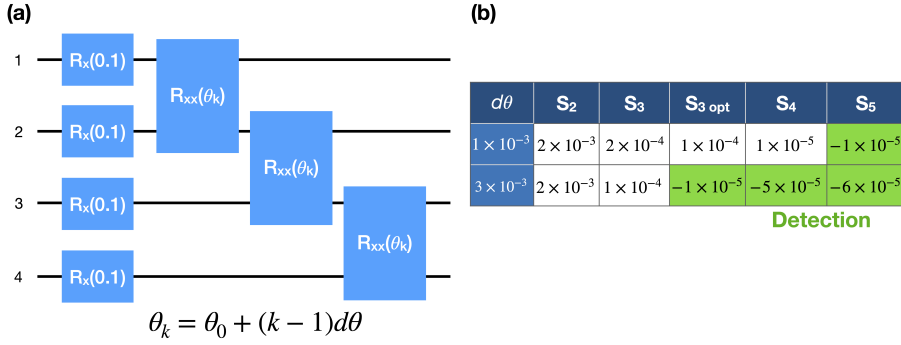 (a)
1 Rₓ(0.1) Rₓₓ(θₖ)
2 Rₓ(0.1) Rₓₓ(θₖ)
3 Rₓ(0.1) Rₓₓ(θₖ)
4 Rₓ(0.1)
θₖ = θ₀ + (k − 1)dθ
(b)
dθ S₂ S₃ S₃ ₒₚₜ S₄ S₅
1 × 10⁻³ 2 × 10⁻³ 2 × 10⁻⁴ 1 × 10⁻⁴ 1 × 10⁻⁵ −1 × 10⁻⁵
3 × 10⁻³ 2 × 10⁻³ 1 × 10⁻⁴ −1 × 10⁻⁵ −5 × 10⁻⁵ −6 × 10⁻⁵
Detection